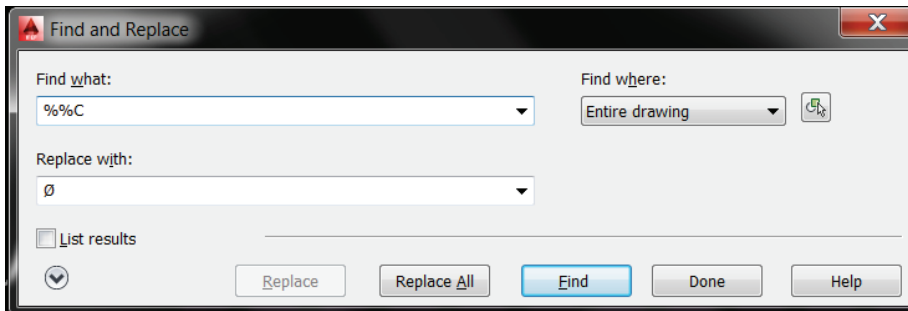 Find and Replace
Find what:
Find where:
%%C
Entire drawing
Replace with:
Ø
List results
Replace
Replace All
Find
Done
Help